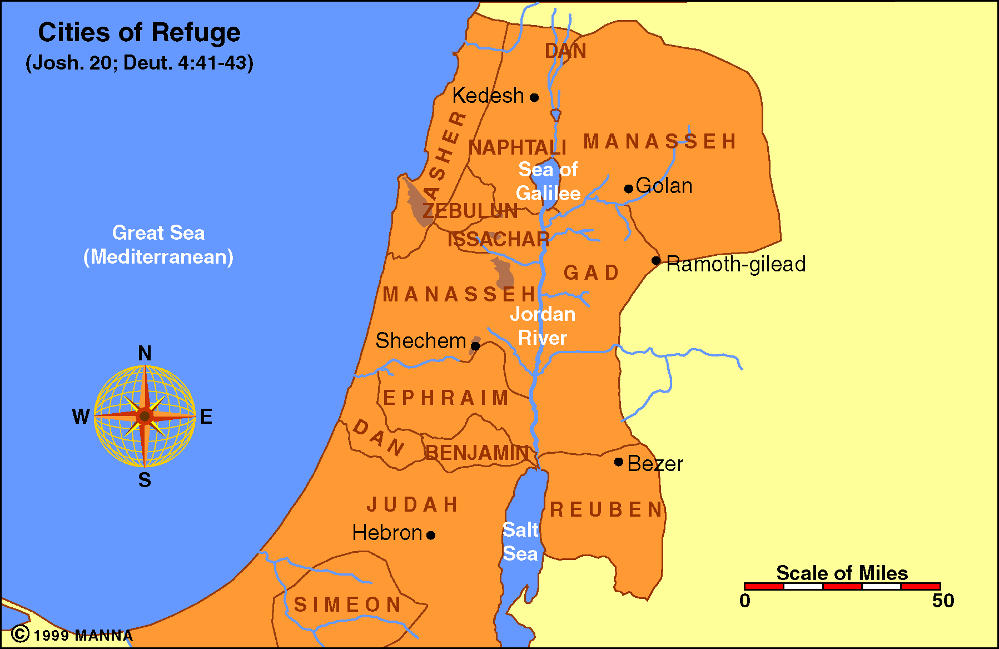 Cities of Refuge
(Josh. 20; Deut. 4:41-43)
DAN
Kedesh
ASHER
NAPHTALI
MANASSEH
Sea of
Galilee
Golan
ZEBULUN
Great Sea
(Mediterranean)
ISSACHAR
Ramoth-gilead
GAD
MANASSEH
Jordan
River
Shechem
N
W
E
S
EPHRAIM
DAN
BENJAMIN
Bezer
JUDAH
REUBEN
Hebron
Salt
Sea
Scale of Miles
0
50
SIMEON
© 1999 MANNA